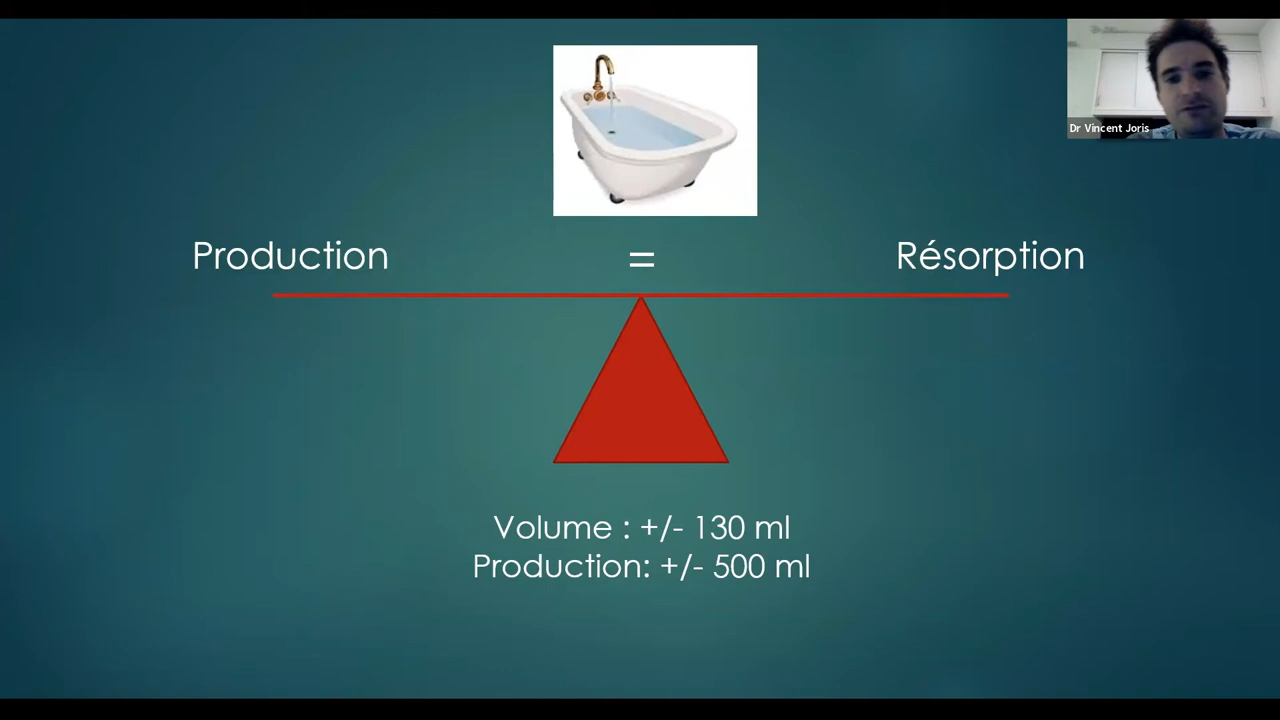 Dr Vincent Joris
Production = Résorption
Volume : +/- 130 ml
Production: +/- 500 ml